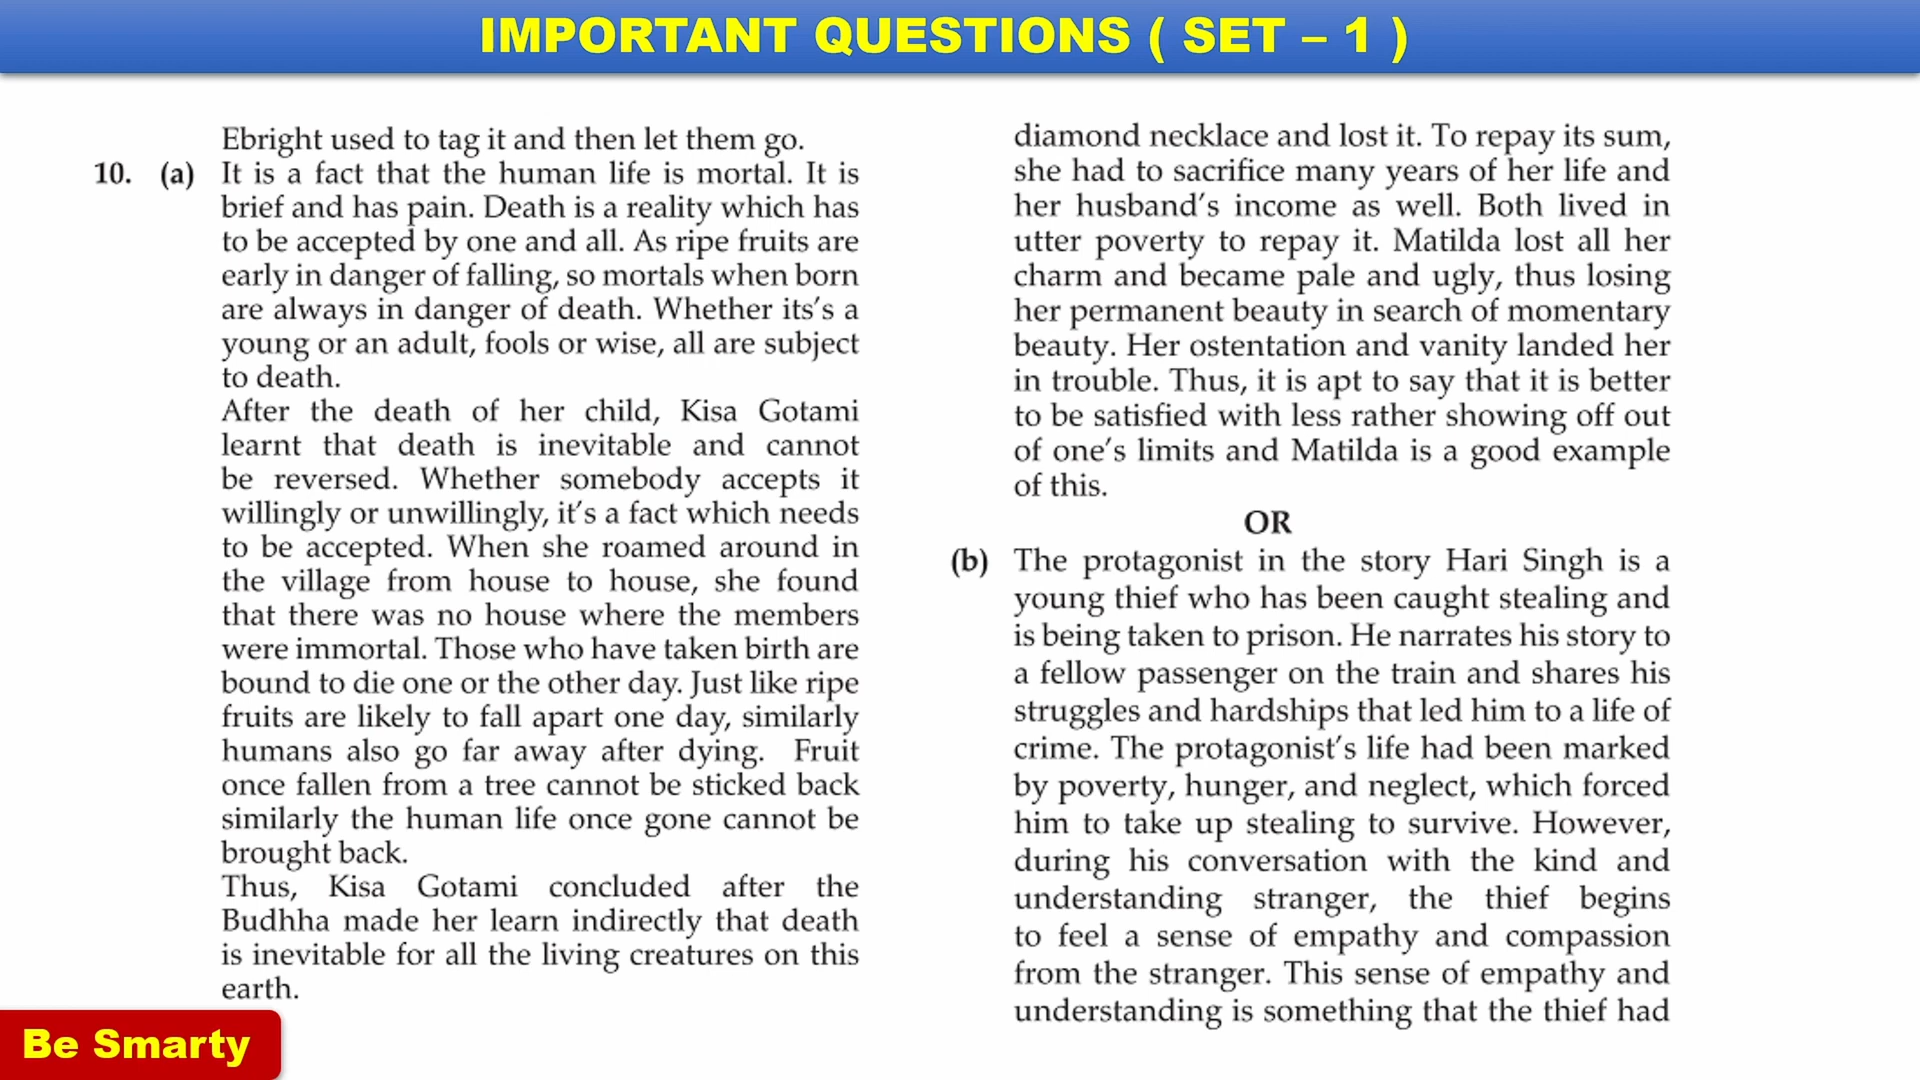 IMPORTANT QUESTIONS ( SET – 1 )
Ebright used to tag it and then let them go.
10. (a) It is a fact that the human life is mortal. It is
brief and has pain. Death is a reality which has
to be accepted by one and all. As ripe fruits are
early in danger of falling, so mortals when born
are always in danger of death. Whether its's a
young or an adult, fools or wise, all are subject
to death.
After the death of her child, Kisa Gotami
learnt that death is inevitable and cannot
be reversed. Whether somebody accepts it
willingly or unwillingly, it's a fact which needs
to be accepted. When she roamed around in
the village from house to house, she found
that there was no house where the members
were immortal. Those who have taken birth are
bound to die one or the other day. Just like ripe
fruits are likely to fall apart one day, similarly
humans also go far away after dying. Fruit
once fallen from a tree cannot be sticked back
similarly the human life once gone cannot be
brought back.
Thus, Kisa Gotami concluded after the
Budhha made her learn indirectly that death
is inevitable for all the living creatures on this
earth.
diamond necklace and lost it. To repay its sum,
she had to sacrifice many years of her life and
her husband's income as well. Both lived in
utter poverty to repay it. Matilda lost all her
charm and became pale and ugly, thus losing
her permanent beauty in search of momentary
beauty. Her ostentation and vanity landed her
in trouble. Thus, it is apt to say that it is better
to be satisfied with less rather showing off out
of one's limits and Matilda is a good example
of this.
OR
(b) The protagonist in the story Hari Singh is a
young thief who has been caught stealing and
is being taken to prison. He narrates his story to
a fellow passenger on the train and shares his
struggles and hardships that led him to a life of
crime. The protagonist's life had been marked
by poverty, hunger, and neglect, which forced
him to take up stealing to survive. However,
during his conversation with the kind and
understanding stranger, the thief begins
to feel a sense of empathy and compassion
from the stranger. This sense of empathy and
understanding is something that the thief had
Be Smarty